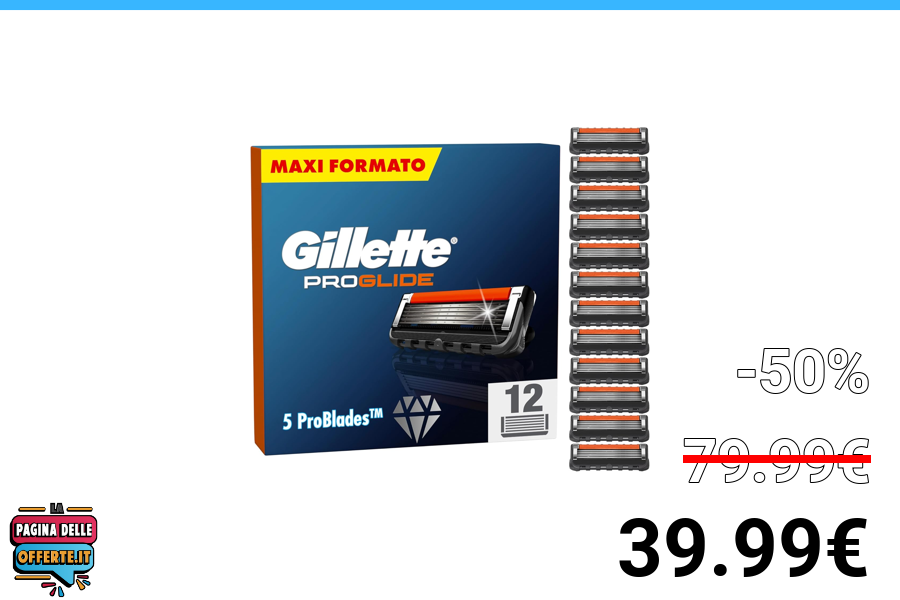 MAXI FORMATO
Gillette®
PROGLIDE
5 ProBlades™
12
-50%
79.99€
39.99€
LA
PAGINA DELLE
OFFERTE.IT